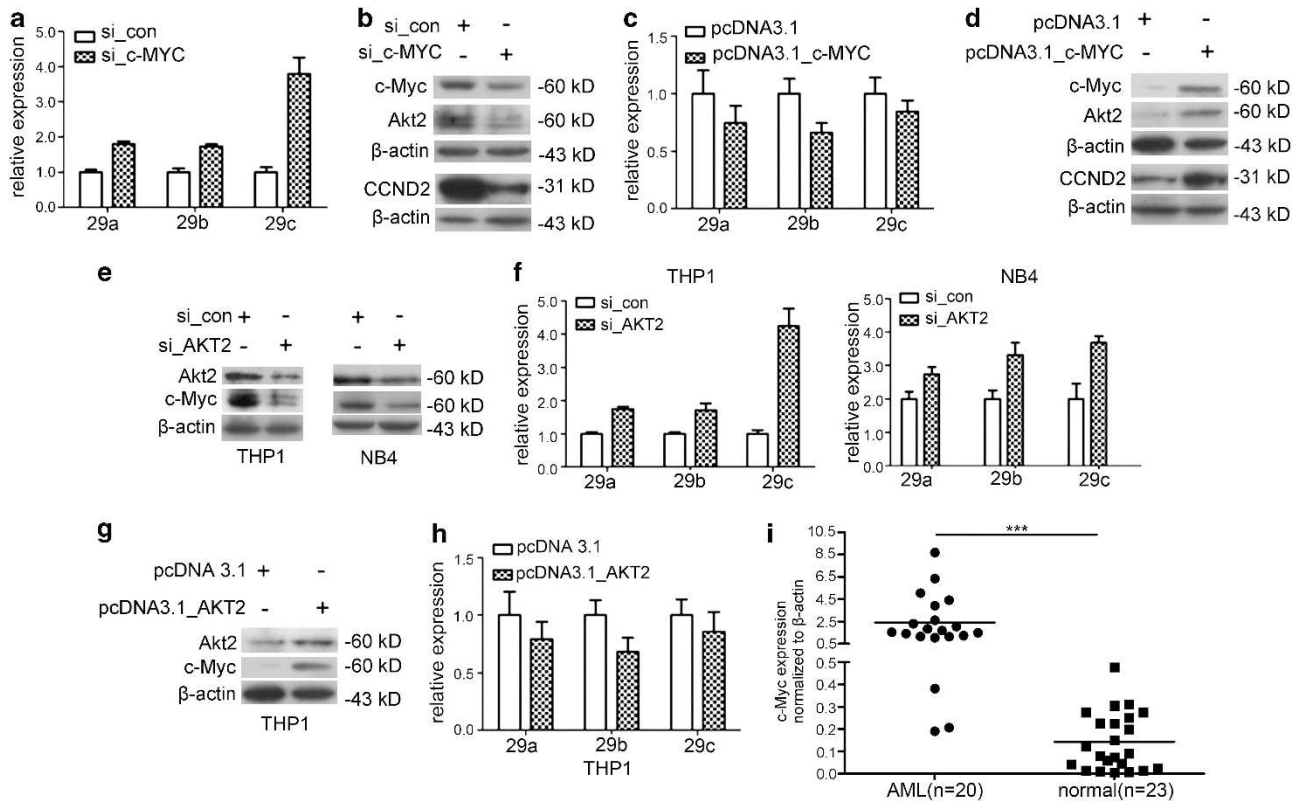 a
si_con
si_c-MYC
relative expression
5.0
4.0
3.0
2.0
1.0
0.0
29a 29b 29c
b
si_con + -
si_c-MYC - +
c-Myc -60 kD
Akt2 -60 kD
β-actin -43 kD
CCND2 -31 kD
β-actin -43 kD
c
pcDNA3.1
pcDNA3.1_c-MYC
relative expression
1.5
1.0
0.5
0.0
29a 29b 29c
d
pcDNA3.1 + -
pcDNA3.1_c-MYC - +
c-Myc -60 kD
Akt2 -60 kD
β-actin -43 kD
CCND2 -31 kD
β-actin -43 kD
e
si_con + - + -
si_AKT2 - + - +
Akt2 -60 kD
c-Myc -60 kD
β-actin -43 kD
THP1 NB4
f
THP1
si_con
si_AKT2
relative expression
5.0
4.0
3.0
2.0
1.0
0.0
29a 29b 29c
NB4
si_con
si_AKT2
relative expression
5.0
4.0
3.0
2.0
1.0
0.0
29a 29b 29c
g
pcDNA 3.1 + -
pcDNA3.1_AKT2 - +
Akt2 -60 kD
c-Myc -60 kD
β-actin -43 kD
THP1
h
pcDNA 3.1
pcDNA3.1_AKT2
relative expression
1.5
1.0
0.5
0.0
29a 29b 29c
THP1
i
***
c-Myc expression
normalized to β-actin
10.5
8.5
6.5
4.5
2.5
0.5
0.5
0.4
0.3
0.2
0.1
0.0
AML(n=20) normal(n=23)